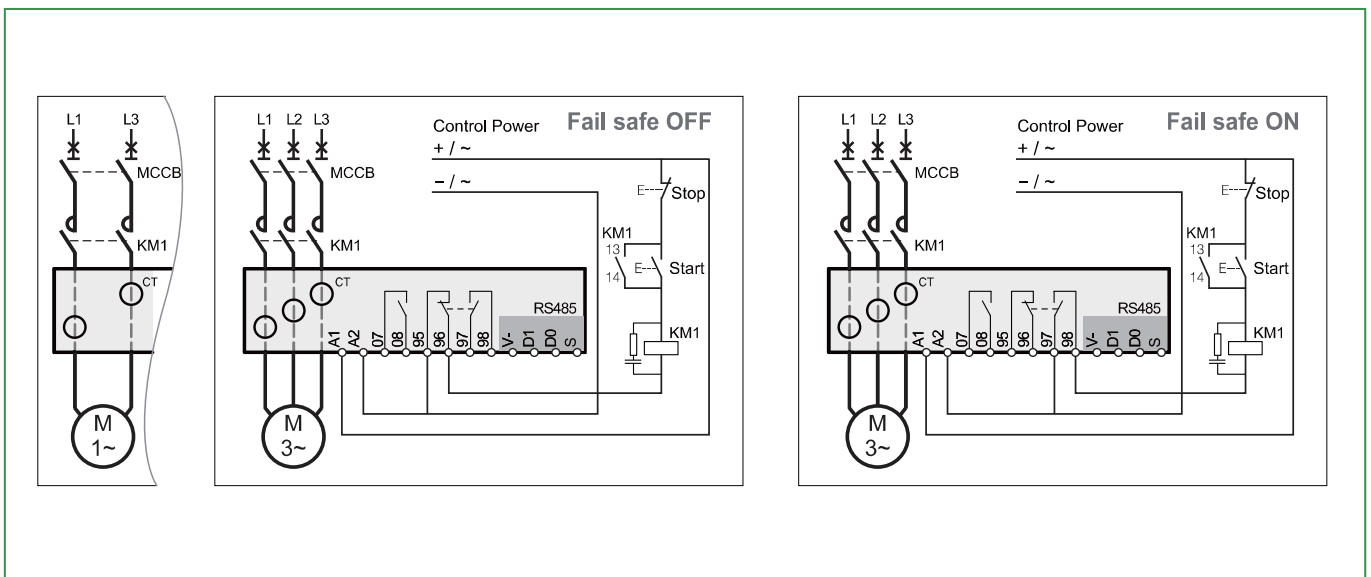 L1 L3
MCCB
KM1
CT
M
1~
L1 L2 L3
Control Power Fail safe OFF
+ / ~
MCCB
– / ~
Stop
KM1
13
14
KM1
Start
CT
RS485
A1 A2 07 08 95 96 97 98 V- D1 D0 S
KM1
M
3~
L1 L2 L3
Control Power Fail safe ON
+ / ~
MCCB
– / ~
Stop
KM1
13
14
KM1
Start
CT
RS485
A1 A2 07 08 95 96 97 98 V- D1 D0 S
KM1
M
3~